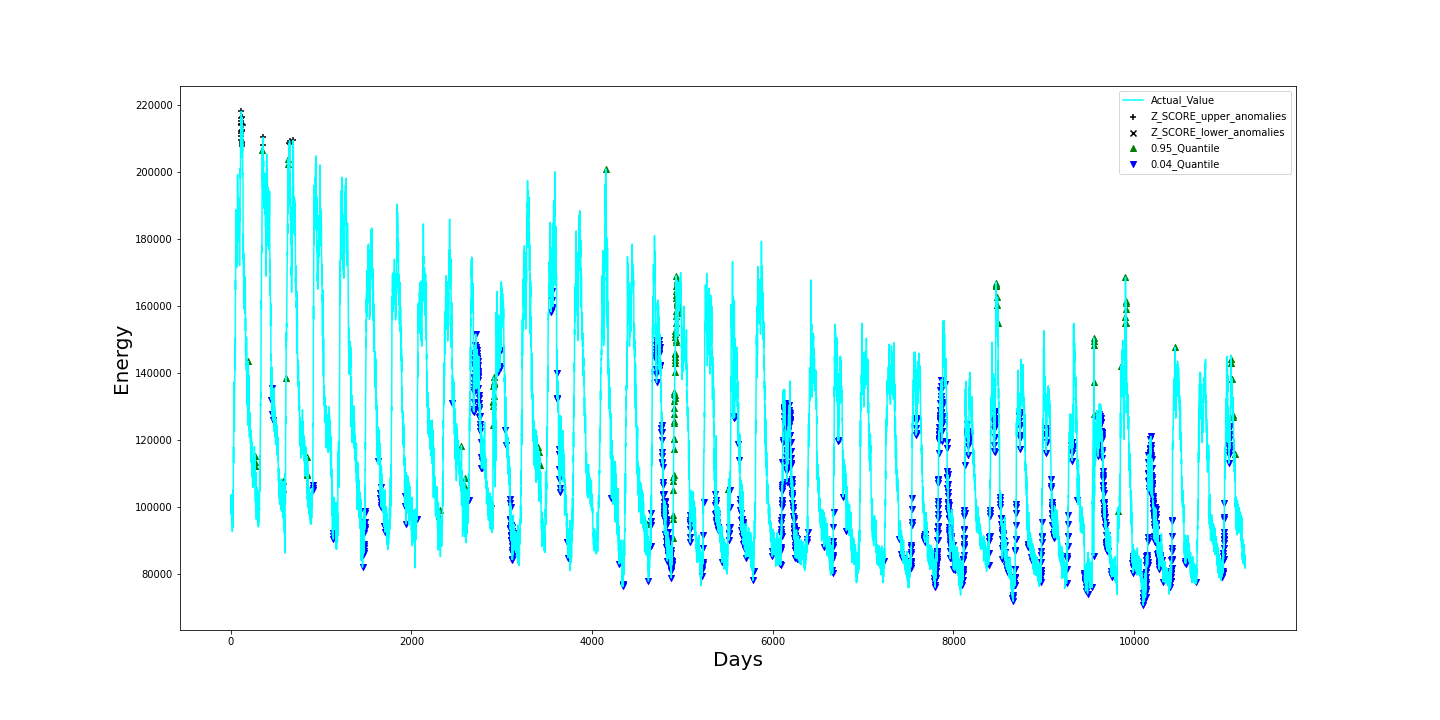 220000
200000
180000
160000
140000
120000
100000
80000
Energy
0
2000
4000
6000
8000
10000
Days
Actual_Value
Z_SCORE_upper_anomalies
Z_SCORE_lower_anomalies
0.95_Quantile
0.04_Quantile